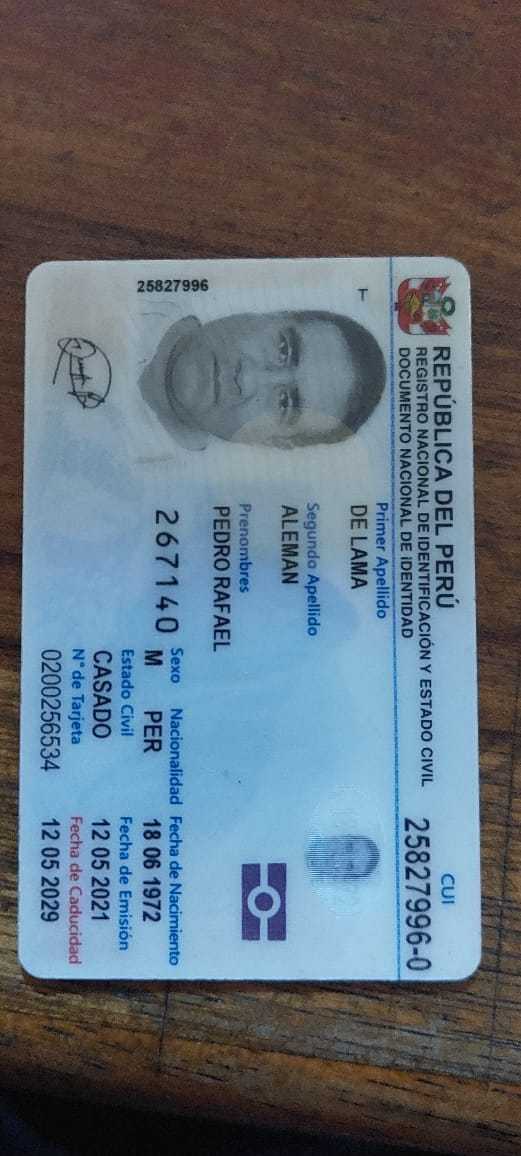 REPÚBLICA DEL PERÚ
REGISTRO NACIONAL DE IDENTIFICACIÓN Y ESTADO CIVIL
DOCUMENTO NACIONAL DE IDENTIDAD
CUI
25827996-0
T
Primer Apellido
DE LAMA
Segundo Apellido
ALEMAN
Prenombres
PEDRO RAFAEL
25827996
267140
Sexo Nacionalidad Fecha de Nacimiento
M PER 18 06 1972
Estado Civil Fecha de Emisión
CASADO 12 05 2021
N° de Tarjeta Fecha de Caducidad
0200256534 12 05 2029